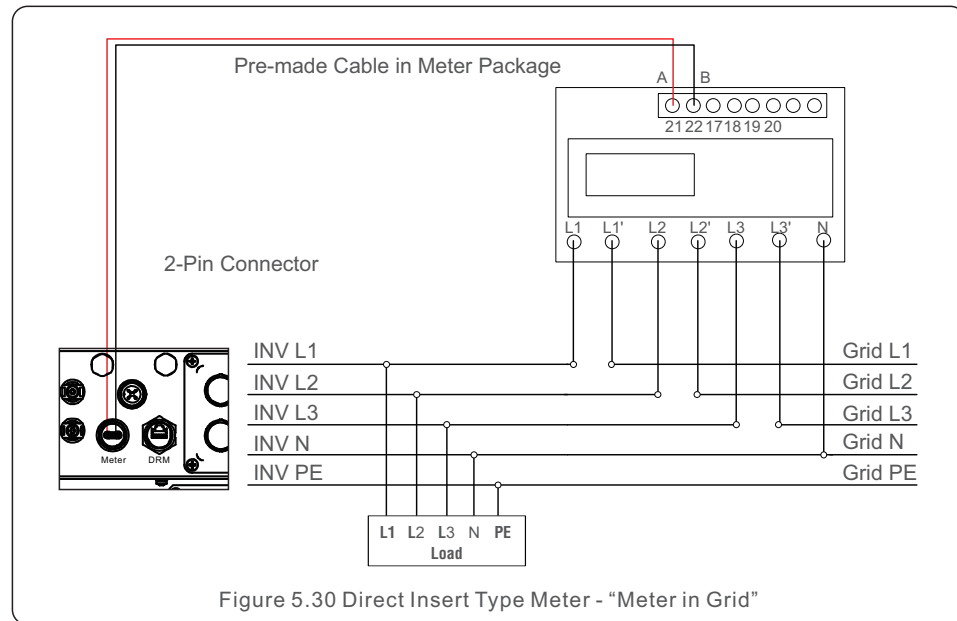 Pre-made Cable in Meter Package
A B
21 22 17 18 19 20
L1 L1' L2 L2' L3 L3' N
2-Pin Connector
INV L1 Grid L1
INV L2 Grid L2
INV L3 Grid L3
INV N Grid N
INV PE Grid PE
Meter DRM
L1 L2 L3 N PE
Load
Figure 5.30 Direct Insert Type Meter - “Meter in Grid”